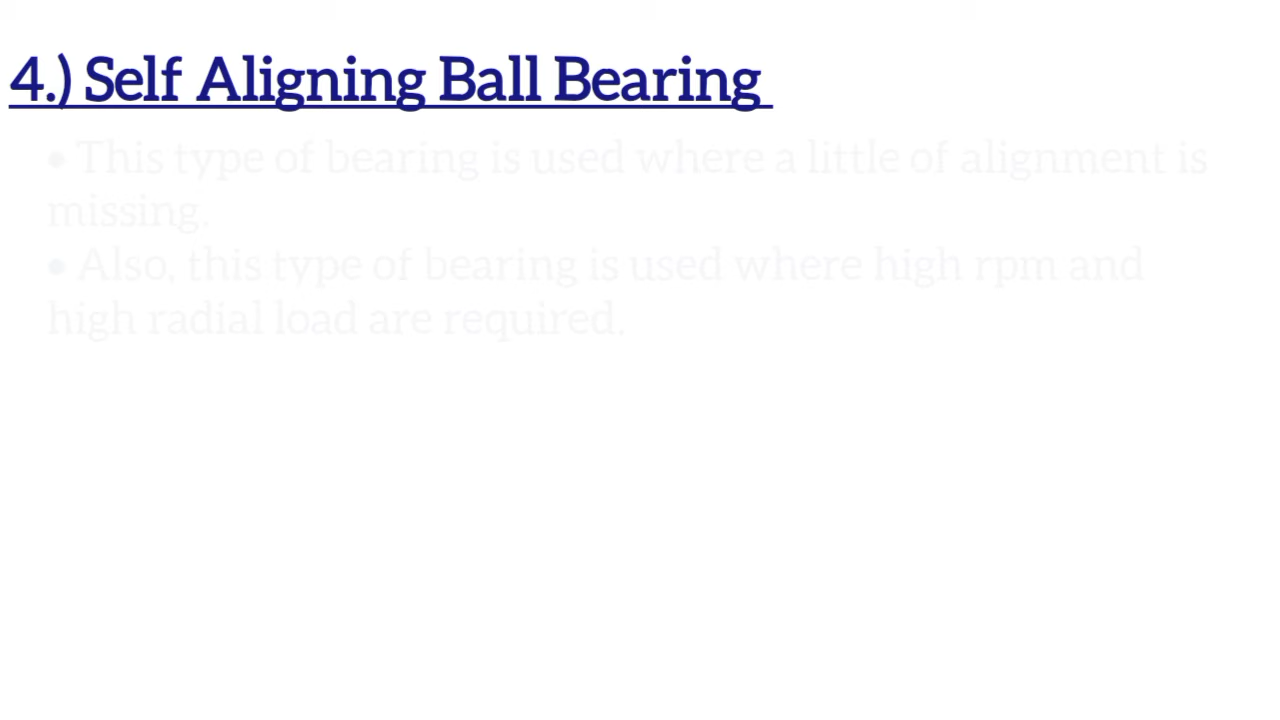 4.) Self Aligning Ball Bearing
• This type of bearing is used where a little of alignment is
missing.
• Also, this type of bearing is used where high rpm and
high radial load are required.